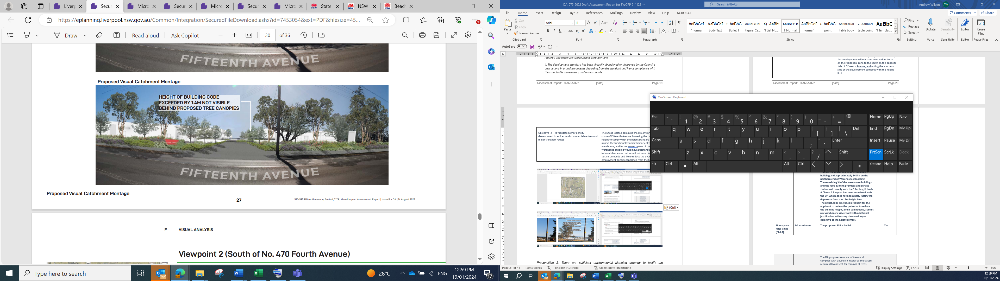 Liverp
Secur
Micro
Secur
Micro
Secur
Micro
State
NSW
Beach
https://eplanning.liverpool.nsw.gov.au/Common/Integration/SecuredFileDownload.ashx?id=7453054&ext=PDF&filesize=45...
Draw
Read aloud
Ask Copilot
30
of 36
FIFTEENTH AVENUE
Proposed Visual Catchment Montage
HEIGHT OF BUILDING CODE
EXCEEDED BY 1.4M NOT VISIBLE
BEHIND PROPOSED TREE CANOPIES
FIFTEENTH AVENUE
Proposed Visual Catchment Montage
27
575-595 Fifteenth Avenue, Austral, 2179 | Visual Impact Assessment Report | Issue For DA | 14 August 2023
F VISUAL ANALYSIS
Viewpoint 2 (South of No. 470 Fourth Avenue)
Type here to search
28°C
ENG
12:59 PM
19/01/2024
17
DA-975-2022 Draft Assessment Report for SWCPP 211123
Search (Alt+Q)
Andrew Wilson
AW
File Home Insert Design Layout References Mailings Review View Help ACROBAT
Comments
Share
Paste
Cut
Copy
Format Painter
Clipboard
Arial
11
Font
Paragraph
1normal
Body Text
Bullet 1
Figure_Ca...
¶ List Nu...
¶ Normal
normal1
point
table body
table point
¶ Templat...
Styles
Find
Replace
Select
Editing
Dictate
Voice
Sensitivity
Sensitivity
Editor
Editor
Reuse
Files
Reuse Files
AutoSave Off
required and therefore compliance is unreasonable;
4. The development standard has been virtually abandoned or destroyed by the Council's
own actions in granting consents departing from the standard and hence compliance with
the standard is unnecessary and unreasonable.
Assessment Report: DA-975/2022 [date] Page 19
the development will not have any shadow impact
on the residential zone to the south on the opposite
side of Fifteenth Avenue, and noting the southern
side of the development complies with the height
limit.
Assessment Report: DA-975/2022 [date] Page 20
Objective (c) - to facilitate higher density
development in and around commercial centres and
major transport routes
The Site is located adjoining the major tran
route of Fifteenth Avenue. Lowering the bu
height to comply with the height standard
impact the functionality and efficiency of th
warehouse, and future tenants parts of the
warehouse building would have substanda
internal clearances that would not cater fo
tenant demands and likely reduce the over
employment density generated from the Si
On-Screen Keyboard
Esc ~ ` ! 1 @ 2 # 3 $ 4 % 5 ^ 6 & 7 * 8 ( 9 ) 0 _ - + = Home PgUp Nav
Tab q w e r t y u i o p { [ } ] | \ Del End PgDn Mv Up
Caps a s d f g h j k l : ; " ' Enter Insert Pause Mv Dn
Shift z x c v b n m < , > . ? / Shift PrtScn ScrLk Dock
Fn Ctrl Alt Alt Ctrl Options Help Fade
(Ctrl)
building and approximately 14.5m on the
northern end of Warehouse 2 building.
The remaining ¾ of the warehouse buildings
and the food & drink premises and service
station will comply with the 13m height limit.
A Clause 4.6 report has been submitted with
the DA which does not adequately justify the
departure from the 13m height limit.
The attached RFI includes a request for the
applicant to review the potential to reduce
the building height, and if still needed, submit
a revised clause 4.6 report with additional
justification addressing the visual impact
objective of the height control.
Floor space
ratio (FSR)
(Cl 4.4)
1:1 maximum
The proposed FSR is 0.43:1.
Yes
The DA proposes removal of trees and
complies with clause 5.9 insofar as the clause
requires DA consent for removal of trees.
Precondition 3: There are sufficient environmental planning grounds to justify the
Page 21 of 41
12043 words
English (Australia)
Accessibility: Investigate
Display Settings
Focus
80%
12:59 PM
19/01/2024